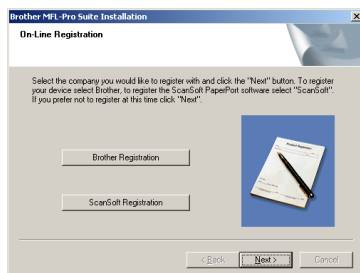 Brother MFL-Pro Suite Installation
On-Line Registration
Select the company you would like to register with and click the "Next" button. To register
your device select Brother, to register the ScanSoft PaperPort software select "ScanSoft".
If you prefer not to register at this time click "Next".
Product Registration
Brother Registration
ScanSoft Registration
< Back
Next >
Cancel